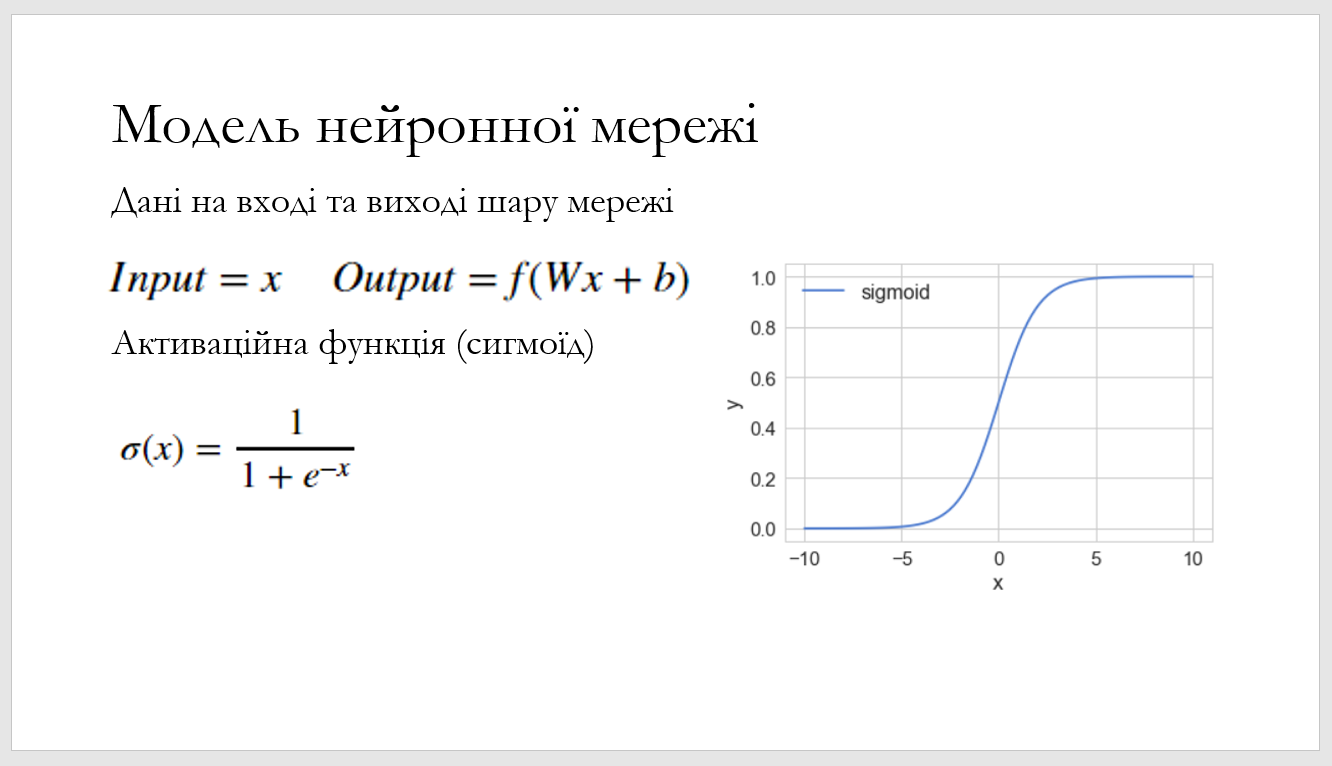 Модель нейронної мережі
Дані на вході та виході шару мережі
Input = x Output = f(Wx + b)
Активаційна функція (сигмоїд)
σ(x) = 1 / (1 + e^{−x})
sigmoid
y
1.0
0.8
0.6
0.4
0.2
0.0
−10 −5 0 5 10
x